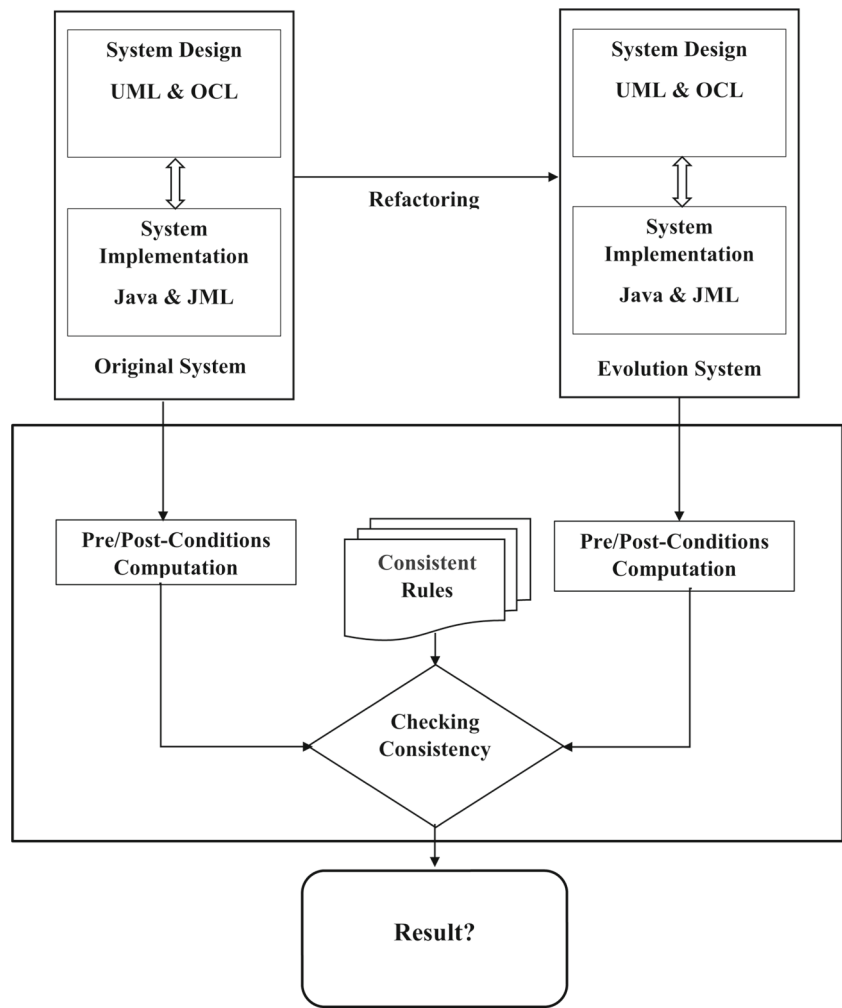 System Design
UML & OCL
System
Implementation
Java & JML
Original System
Refactoring
System Design
UML & OCL
System
Implementation
Java & JML
Evolution System
Pre/Post-Conditions
Computation
Consistent
Rules
Pre/Post-Conditions
Computation
Checking
Consistency
Result?